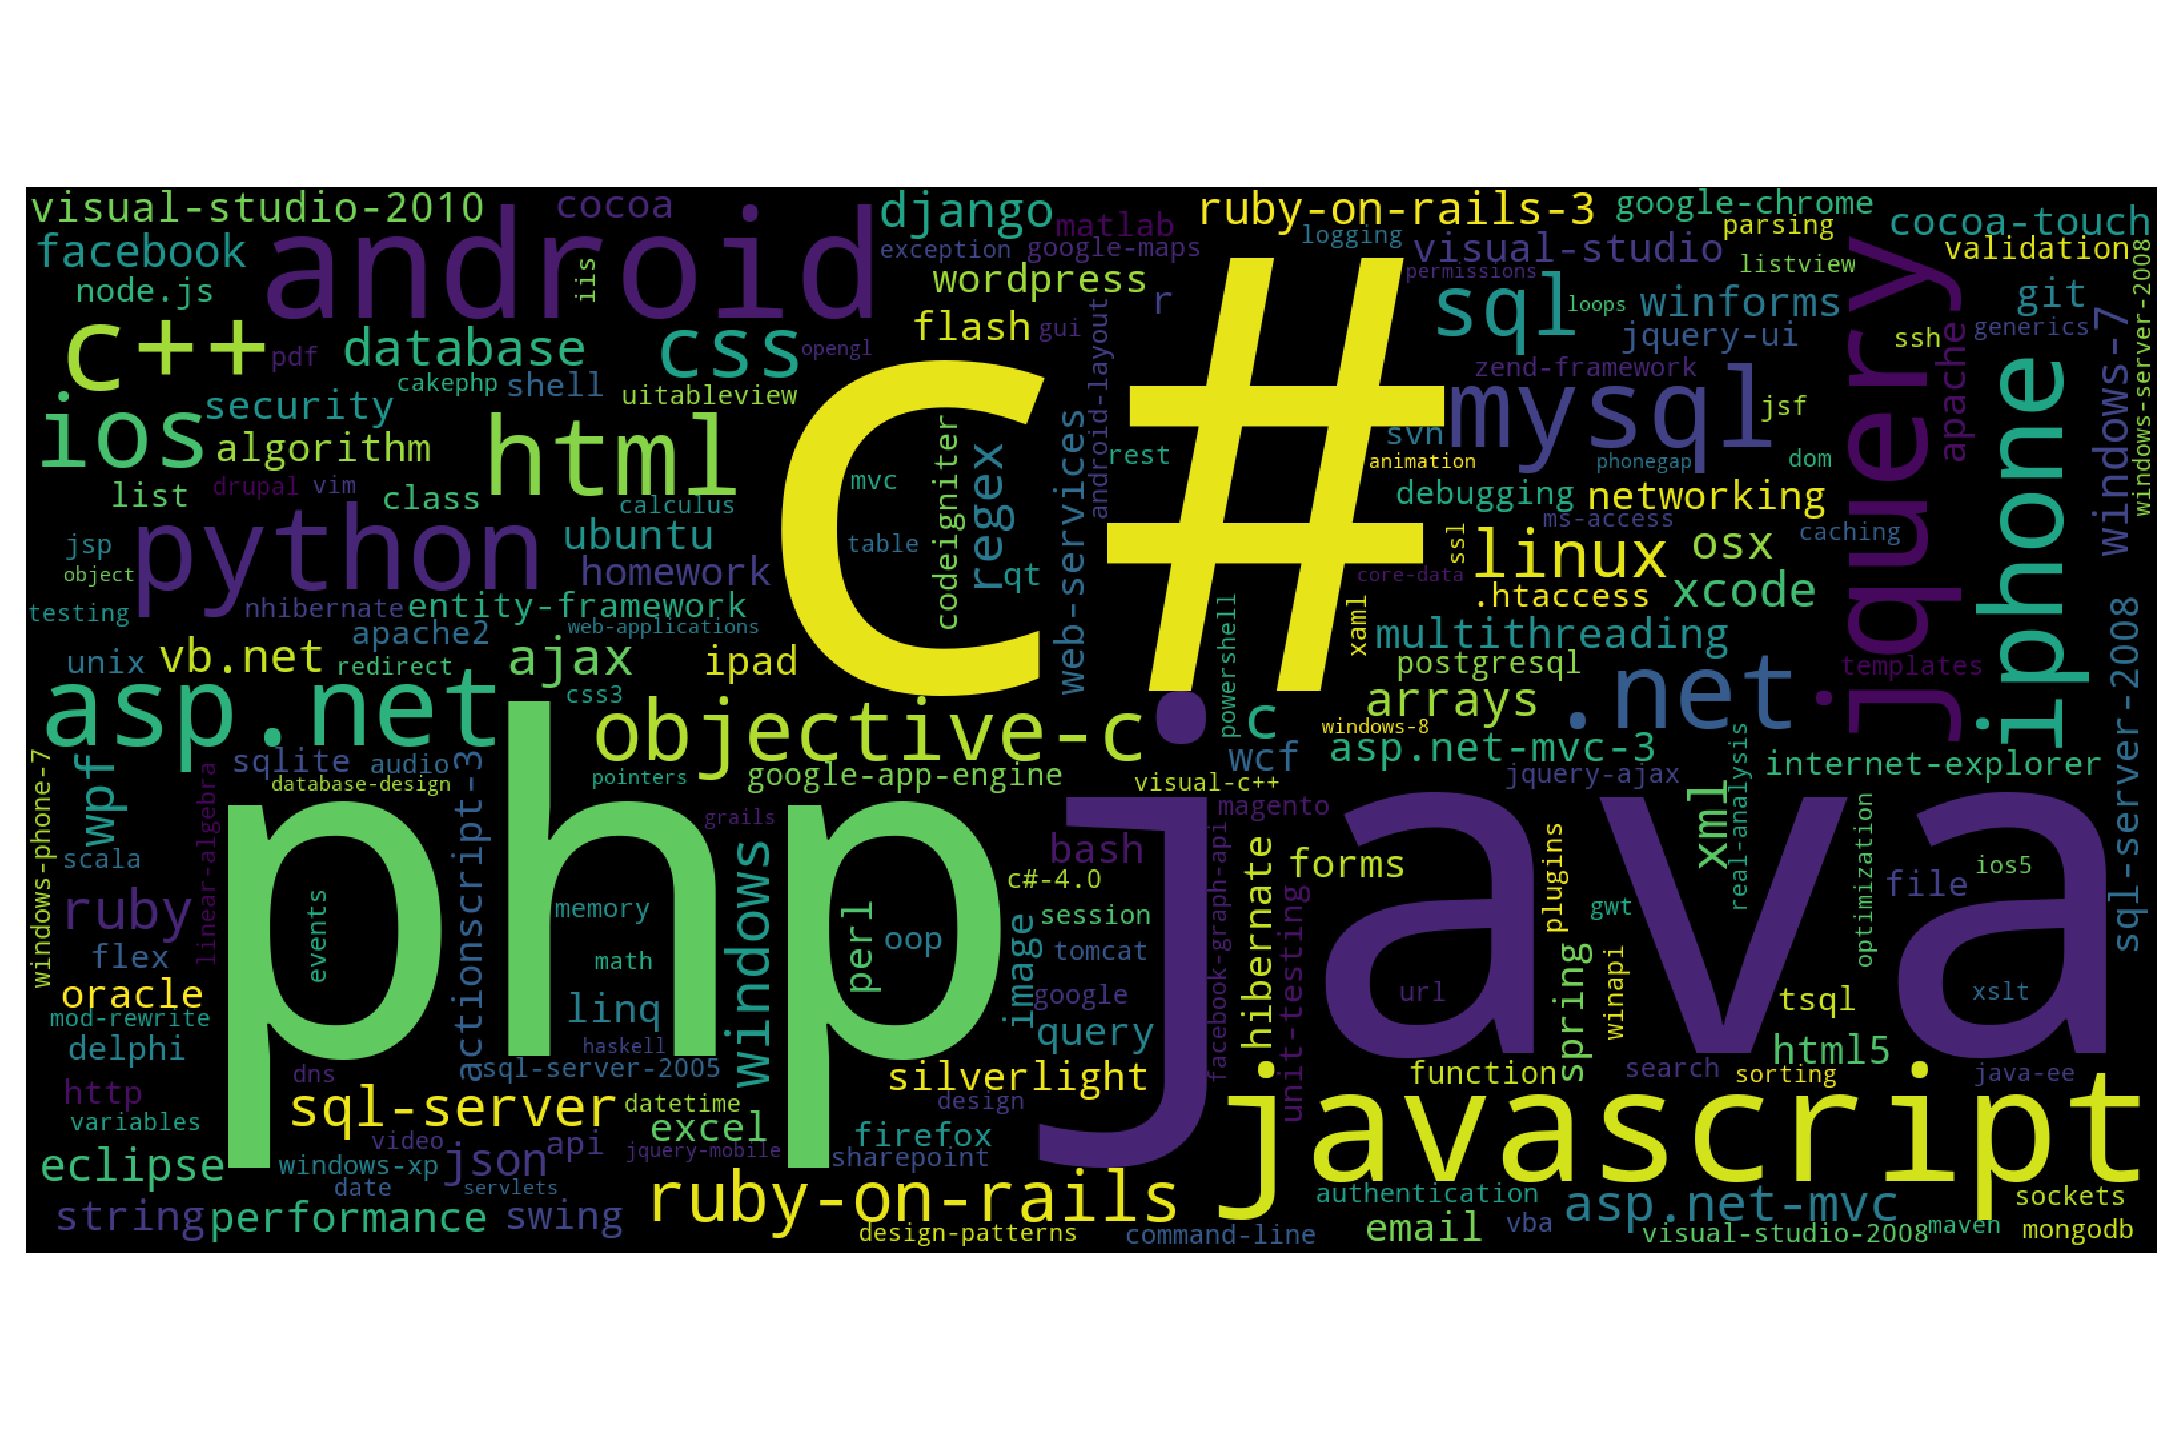 visual-studio-2010
cocoa
django
matlab
ruby-on-rails-3
google-chrome
cocoa-touch
facebook
android
iis
exception
google-maps
logging
visual-studio
parsing
validation
node.js
wordpress
permissions
listview
windows-server-2008
c++
pdf
database
css
opengl
flash
gui
r
android-layout
C#
sql
loops
winforms
jquery-ui
jquery
apache
git
generics
ssh
windows-7
cakephp
shell
uitableview
zend-framework
ios
security
algorithm
html
mysql
jsf
iphone
list
drupal
vim
class
calculus
mvc
codeigniter
regex
web-services
rest
svn
animation
phonegap
dom
debugging
networking
python
ubuntu
table
ms-access
caching
jsp
object
homework
qt
ssl
linux
osx
core-data
testing
nhibernate
entity-framework
.htaccess
xcode
apache2
web-applications
powershell
xaml
multithreading
unix
vb.net
redirect
ajax
ipad
postgresql
templates
sql-server-2008
asp.net
css3
objective-c
c
arrays
.net
windows-8
windows-phone-7
wpf
sqlite
audio
actionscript-3
database-design
pointers
google-app-engine
wcf
visual-c++
asp.net-mvc-3
jquery-ajax
real-analysis
internet-explorer
php
java
linear-algebra
grails
magento
xml
optimization
scala
windows
bash
facebook-graph-api
hibernate
forms
plugins
ios5
ruby
events
memory
perl
c#-4.0
session
unit-testing
gwt
file
flex
math
oop
image
tomcat
spring
winapi
oracle
linq
google
url
tsql
xslt
mod-rewrite
delphi
haskell
query
html5
dns
sql-server-2005
silverlight
function
search
sorting
java-ee
http
variables
sql-server
datetime
design
javascript
excel
firefox
video
api
jquery-mobile
sharepoint
eclipse
windows-xp
json
date
servlets
ruby-on-rails
authentication
asp.net-mvc
sockets
string
performance
swing
design-patterns
command-line
email
vba
visual-studio-2008
maven
mongodb